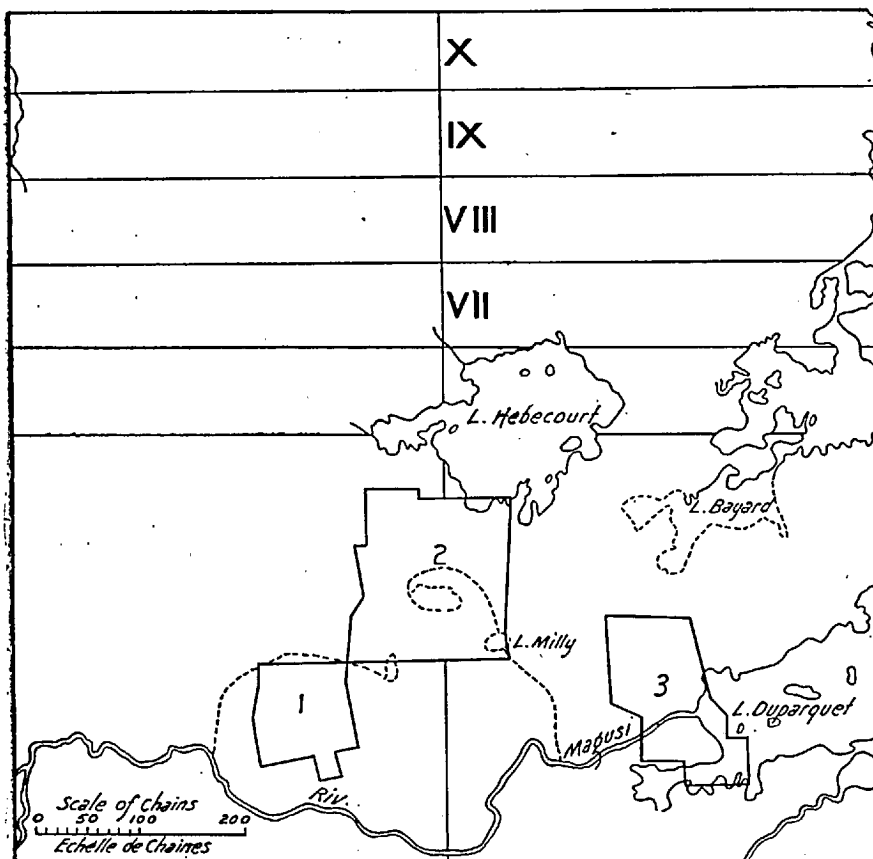 X
IX
VIII
VII
L. Hebecourt
L. Bayard
2
L. Milly
3
1
L. Duparquet
Magusi
Riv.
Scale of Chains
0 50 100 200
Echelle de Chaines